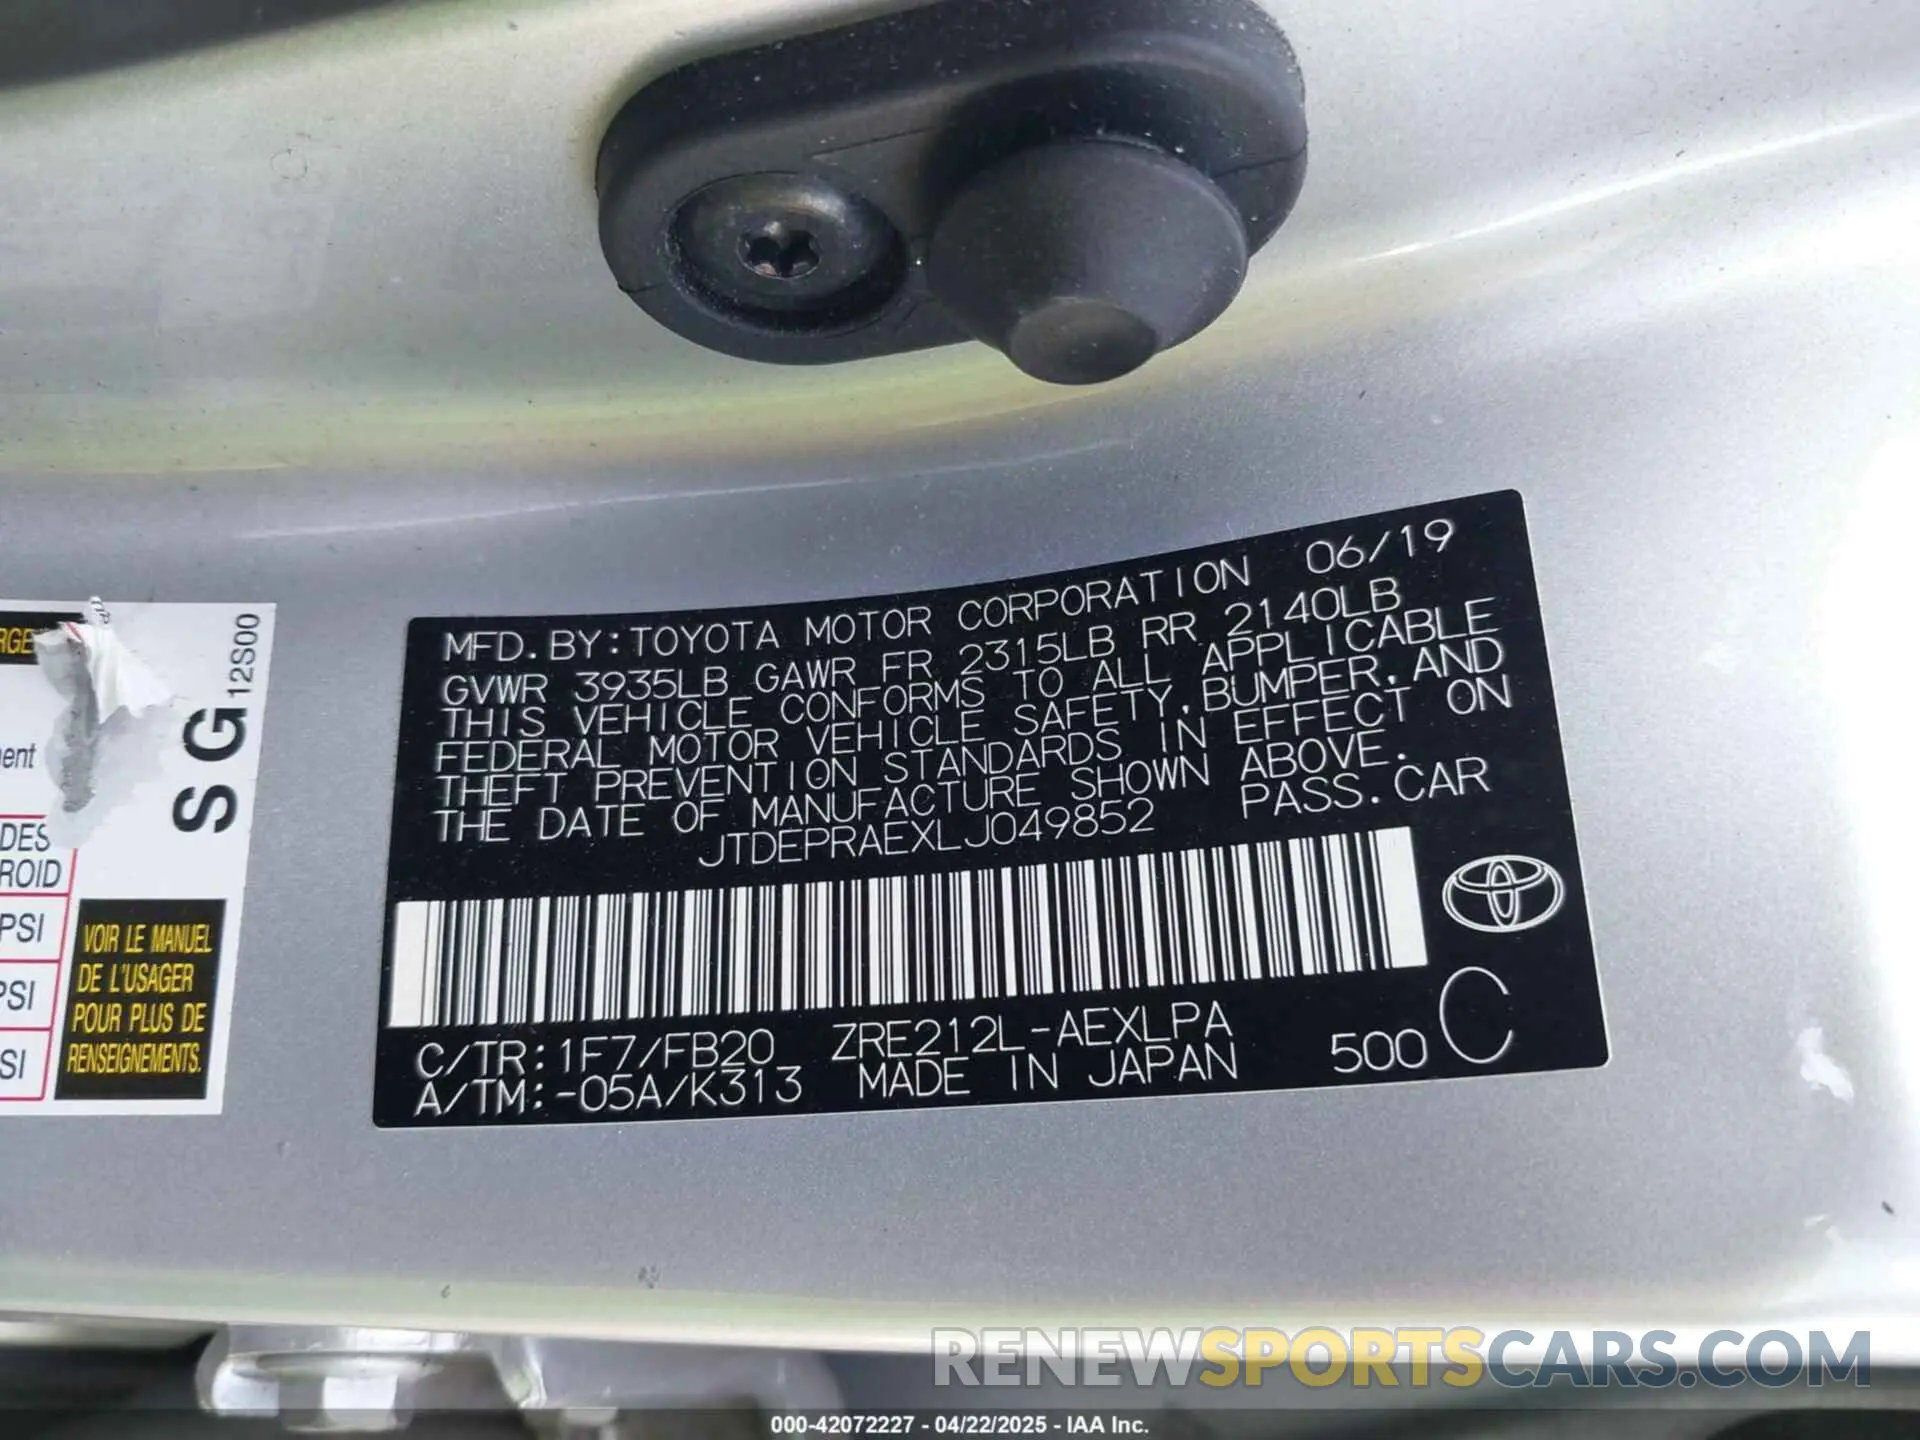 MFD. BY: TOYOTA MOTOR CORPORATION 06/19
GVWR 3935LB GAWR FR 2315LB RR 2140LB
THIS VEHICLE CONFORMS TO ALL APPLICABLE
FEDERAL MOTOR VEHICLE SAFETY, BUMPER, AND
THEFT PREVENTION STANDARDS IN EFFECT ON
THE DATE OF MANUFACTURE SHOWN ABOVE.
JTDEPRAEXLJ049852 PASS. CAR
C/TR: 1F7/FB20 ZRE212L-AEXLPA
A/TM: -05A/K313 MADE IN JAPAN 500 C
SG 12S00
DES
ROID
PSI
PSI
SI
VOIR LE MANUEL
DE L'USAGER
POUR PLUS DE
RENSEIGNEMENTS.
RENEWSPORTSCARS.COM
000-42072227 - 04/22/2025 - IAA Inc.